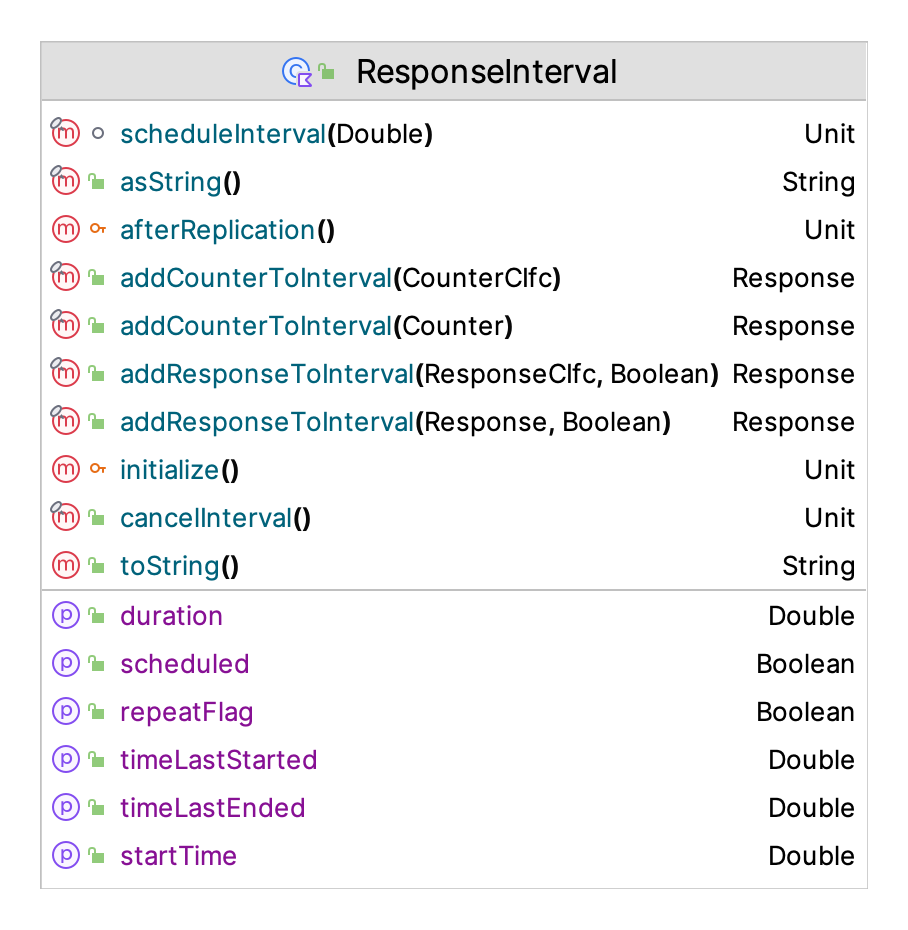 ResponseInterval
scheduleInterval(Double) Unit
asString() String
afterReplication() Unit
addCounterToInterval(CounterCIfc) Response
addCounterToInterval(Counter) Response
addResponseToInterval(ResponseCIfc, Boolean) Response
addResponseToInterval(Response, Boolean) Response
initialize() Unit
cancelInterval() Unit
toString() String
duration Double
scheduled Boolean
repeatFlag Boolean
timeLastStarted Double
timeLastEnded Double
startTime Double